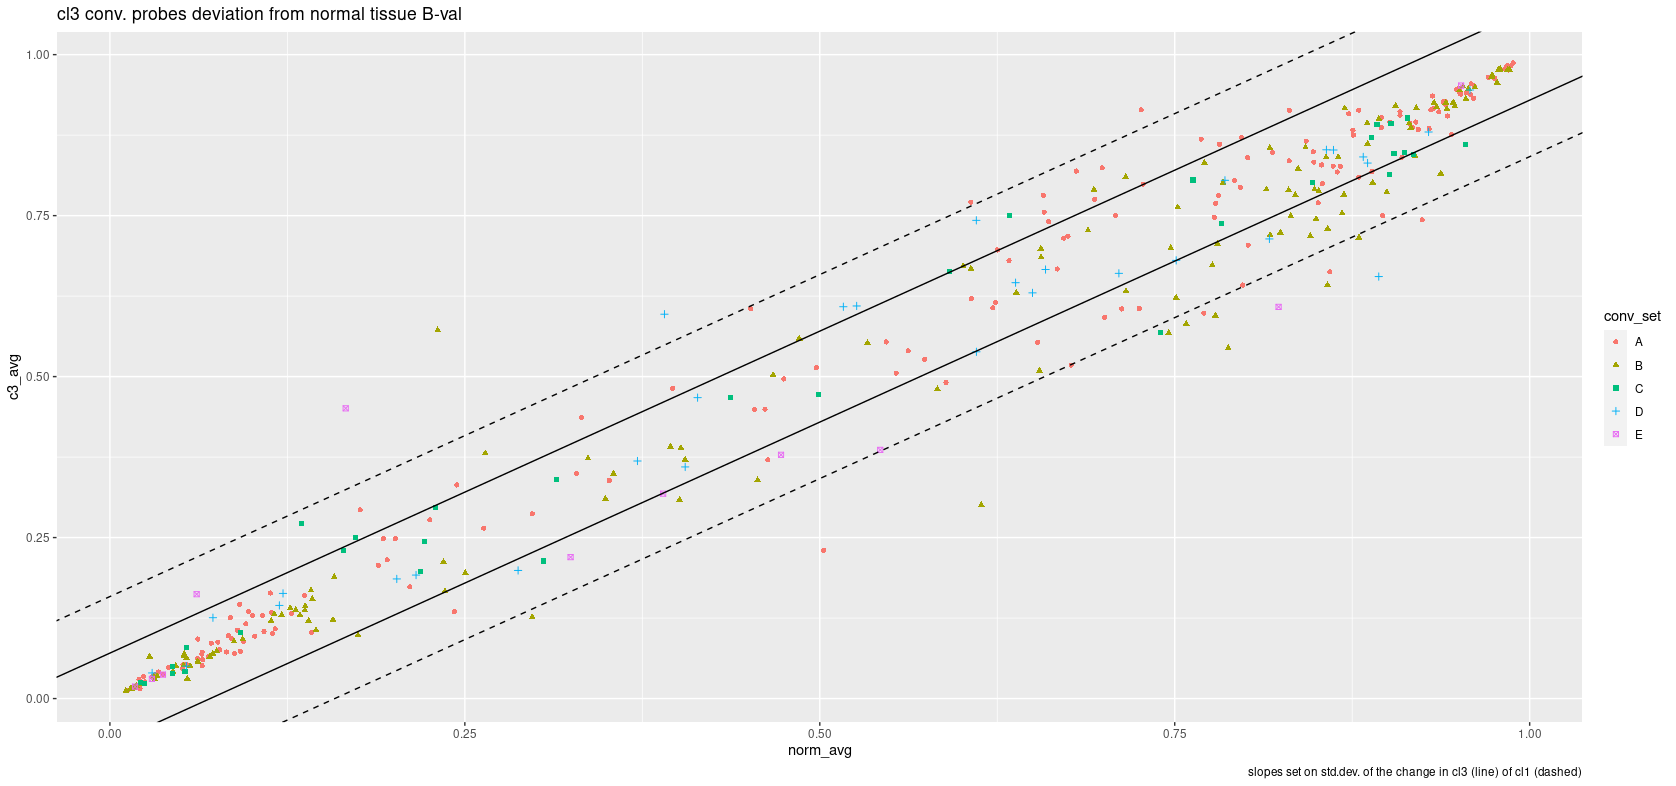 cl3 conv. probes deviation from normal tissue B-val
1.00
0.75
0.50
0.25
0.00
c3_avg
0.00 0.25 0.50 0.75 1.00
norm_avg
slopes set on std.dev. of the change in cl3 (line) of cl1 (dashed)
conv_set
A
B
C
D
E